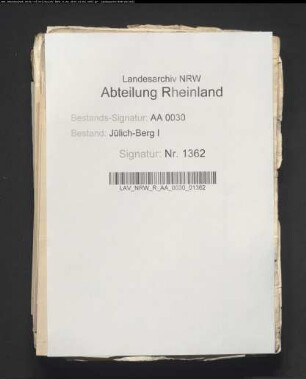 Landesarchiv NRW
Abteilung Rheinland
Bestands-Signatur: AA 0030
Bestand: Jülich-Berg I
Signatur: Nr. 1362
LAV_NRW_R_AA_0030_01362